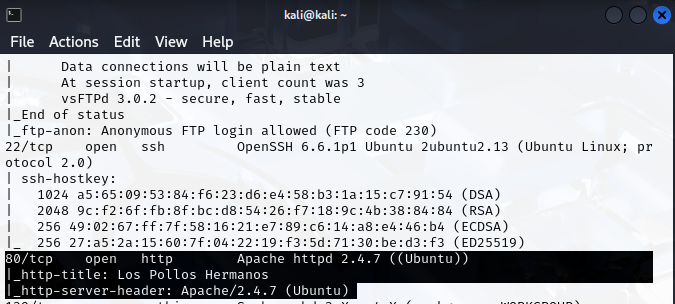 kali@kali: ~
File Actions Edit View Help
| Data connections will be plain text
| At session startup, client count was 3
| vsFTPd 3.0.2 - secure, fast, stable
|_End of status
|_ftp-anon: Anonymous FTP login allowed (FTP code 230)
22/tcp open ssh OpenSSH 6.6.1p1 Ubuntu 2ubuntu2.13 (Ubuntu Linux; pr
otocol 2.0)
| ssh-hostkey:
| 1024 a5:65:09:53:84:f6:23:d6:e4:58:b3:1a:15:c7:91:54 (DSA)
| 2048 9c:f2:6f:fb:8f:bc:d8:54:26:f7:18:9c:4b:38:84:84 (RSA)
| 256 49:02:67:ff:7f:58:16:21:e7:89:c6:14:a8:e4:46:b4 (ECDSA)
|_ 256 27:a5:2a:15:60:7f:04:22:19:f3:5d:71:30:be:d3:f3 (ED25519)
80/tcp open http Apache httpd 2.4.7 ((Ubuntu))
|_http-title: Los Pollos Hermanos
|_http-server-header: Apache/2.4.7 (Ubuntu)